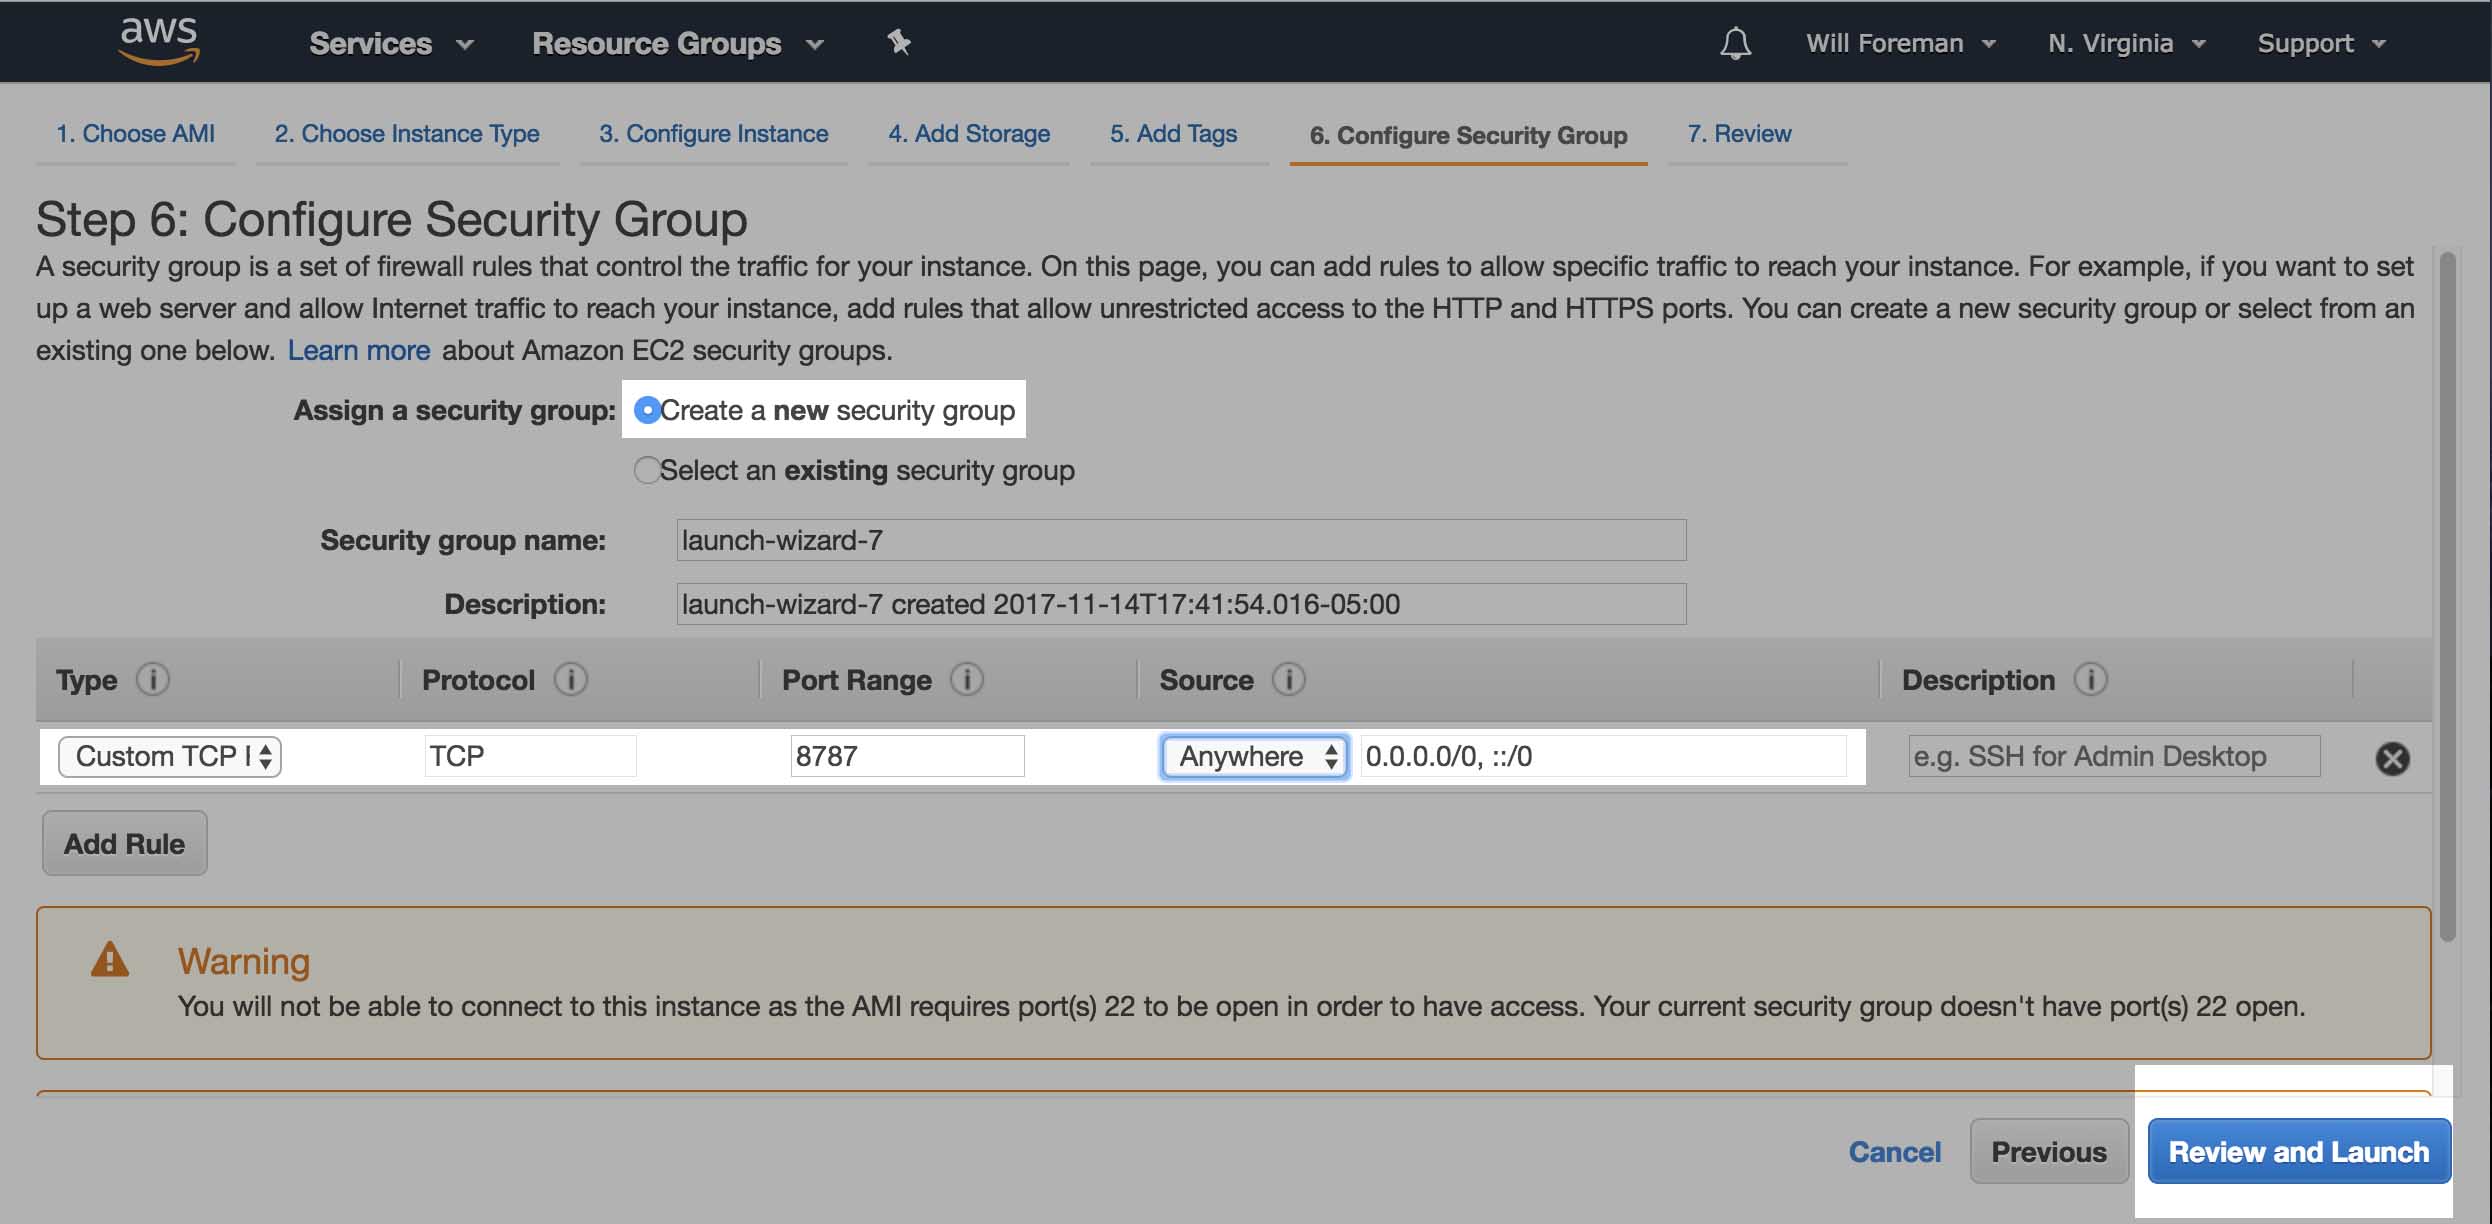 aws Services Resource Groups Will Foreman N. Virginia Support
1. Choose AMI 2. Choose Instance Type 3. Configure Instance 4. Add Storage 5. Add Tags 6. Configure Security Group 7. Review
Step 6: Configure Security Group
A security group is a set of firewall rules that control the traffic for your instance. On this page, you can add rules to allow specific traffic to reach your instance. For example, if you want to set
up a web server and allow Internet traffic to reach your instance, add rules that allow unrestricted access to the HTTP and HTTPS ports. You can create a new security group or select from an
existing one below. Learn more about Amazon EC2 security groups.
Assign a security group: Create a new security group
Select an existing security group
Security group name: launch-wizard-7
Description: launch-wizard-7 created 2017-11-14T17:41:54.016-05:00
Type i Protocol i Port Range i Source i Description i
Custom TCP TCP 8787 Anywhere 0.0.0.0/0, ::/0 e.g. SSH for Admin Desktop
Add Rule
Warning
You will not be able to connect to this instance as the AMI requires port(s) 22 to be open in order to have access. Your current security group doesn't have port(s) 22 open.
Cancel Previous Review and Launch